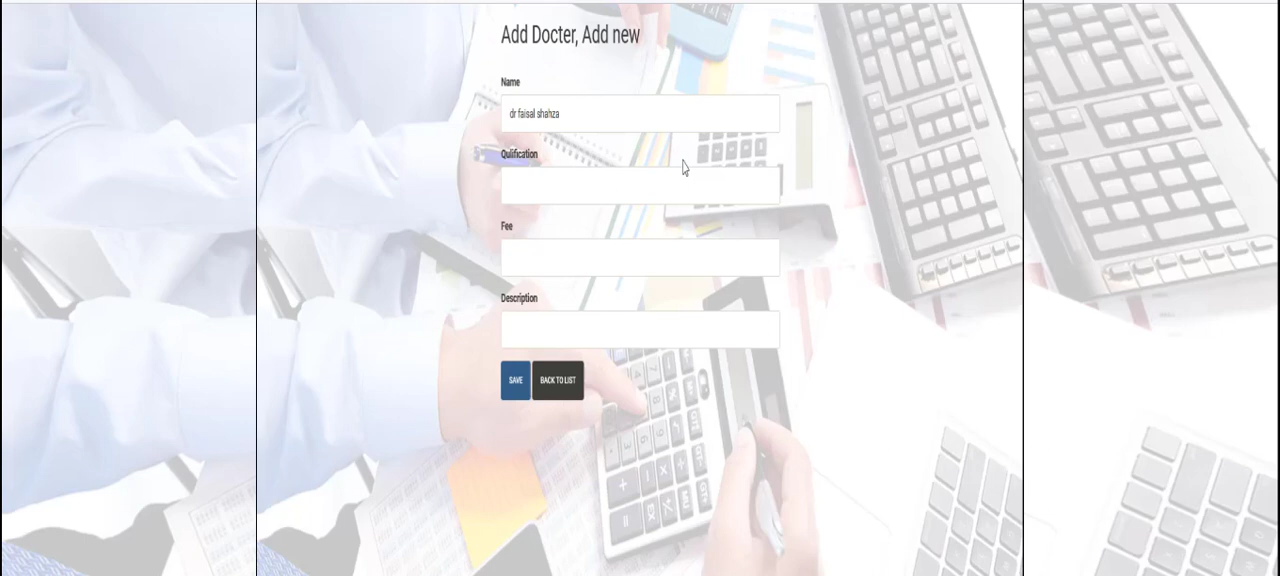 Add Docter, Add new
Name
dr faisal shahza
Qulification
Fee
Description
SAVE BACK TO LIST